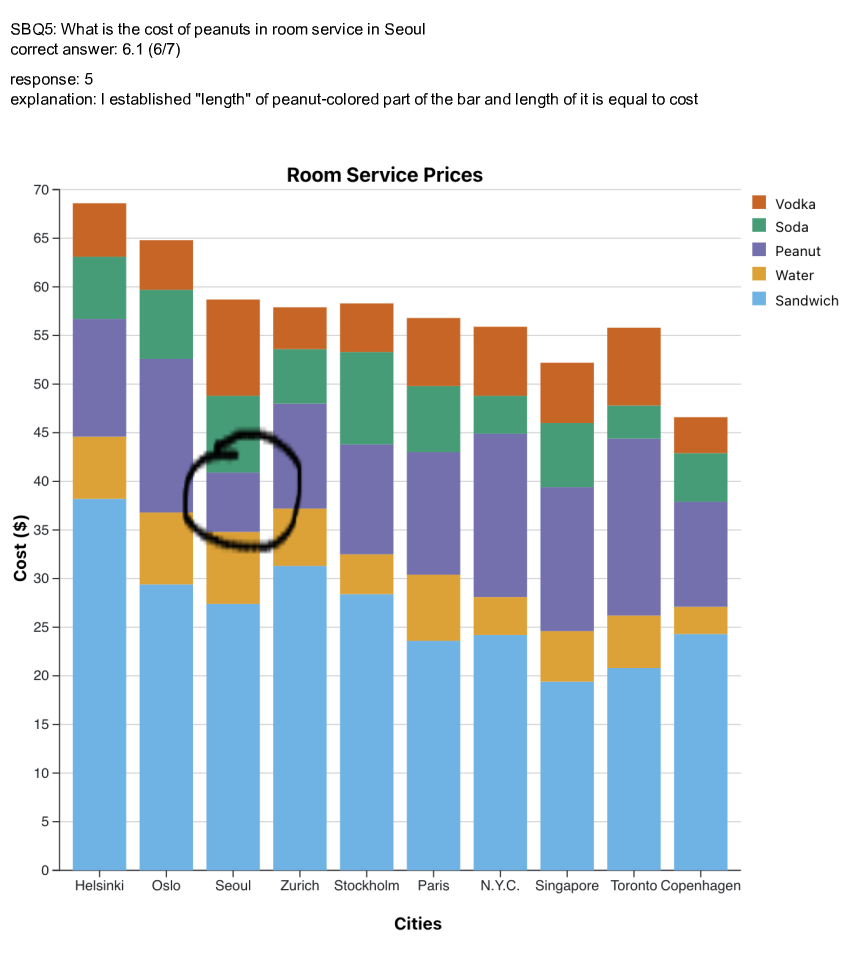 SBQ5: What is the cost of peanuts in room service in Seoul
correct answer: 6.1 (6/7)
response: 5
explanation: I established "length" of peanut-colored part of the bar and length of it is equal to cost
Room Service Prices
Vodka
Soda
Peanut
Water
Sandwich
Cost ($)
70
65
60
55
50
45
40
35
30
25
20
15
10
5
0
Helsinki Oslo Seoul Zurich Stockholm Paris N.Y.C. Singapore Toronto Copenhagen
Cities